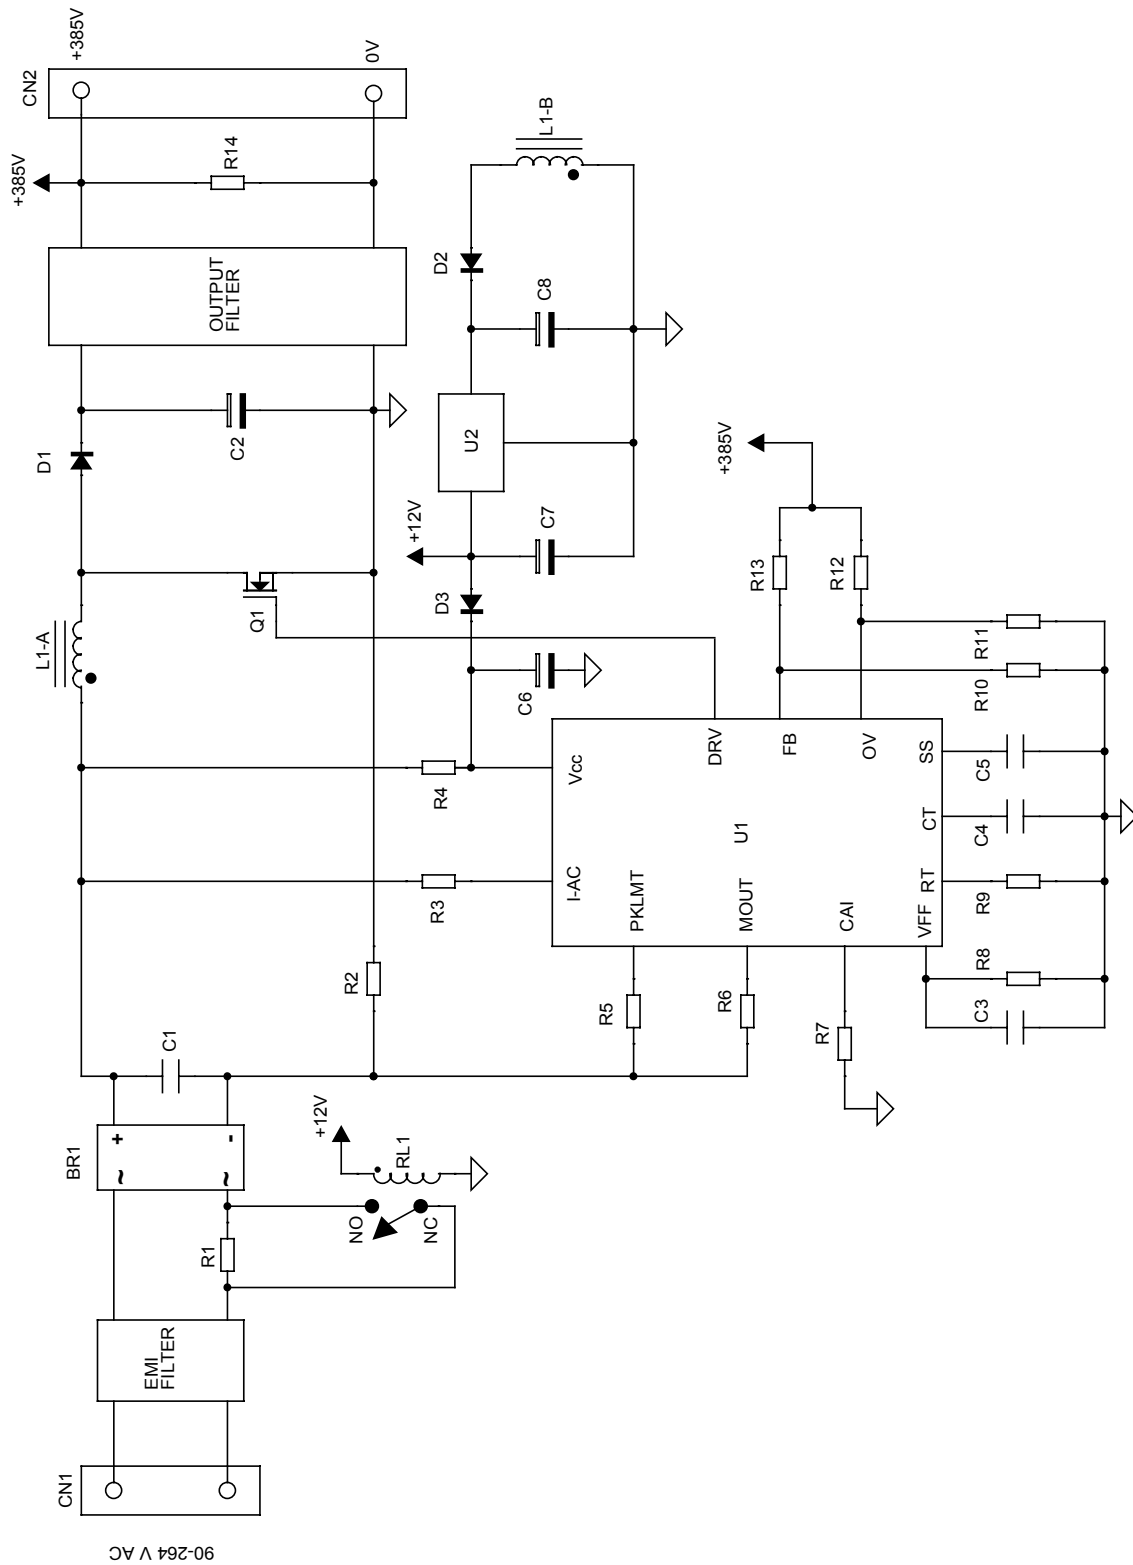 90-264 V AC
CN1
EMI
FILTER
R1
BR1
~
~
+
-
NO
NC
RL1
+12V
C1
R2
R3
R4
L1-A
Q1
D1
C2
OUTPUT
FILTER
+385V
R14
CN2
+385V
0V
D3
+12V
C6
C7
U2
D2
C8
L1-B
R5
R6
R7
I-AC
Vcc
PKLMT
MOUT
CAI
VFF
RT
CT
SS
U1
DRV
FB
OV
R13
R12
+385V
C3
R8
R9
C4
C5
R10
R11